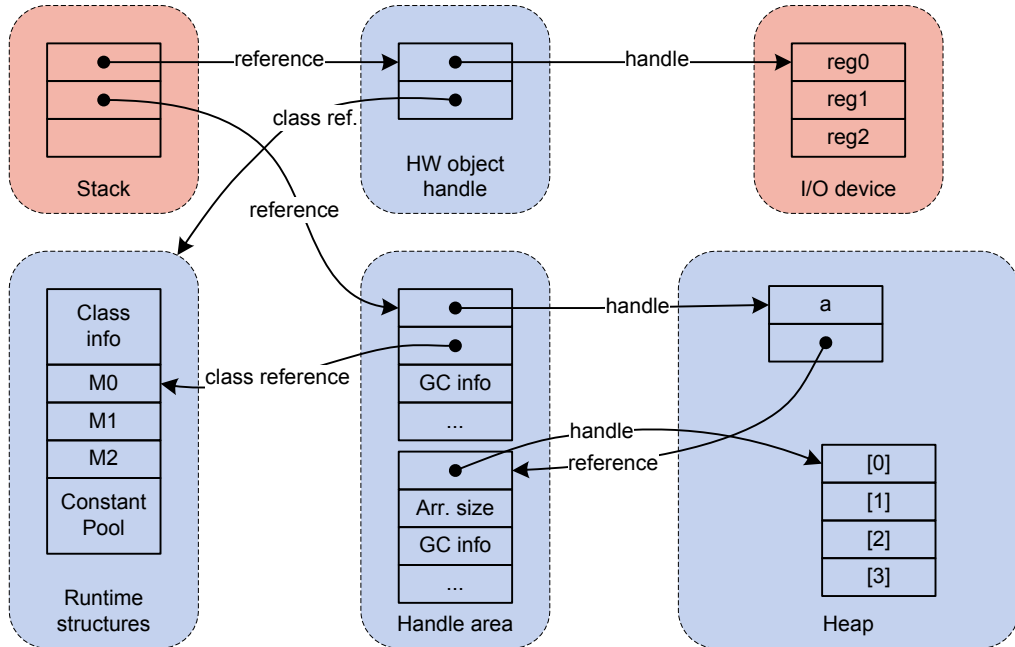 reference
handle
reg0
reg1
reg2
class ref.
Stack
HW object
handle
I/O device
reference
Class
info
M0
M1
M2
Constant
Pool
Runtime
structures
class reference
GC info
...
Arr. size
GC info
...
Handle area
handle
a
handle
reference
[0]
[1]
[2]
[3]
Heap